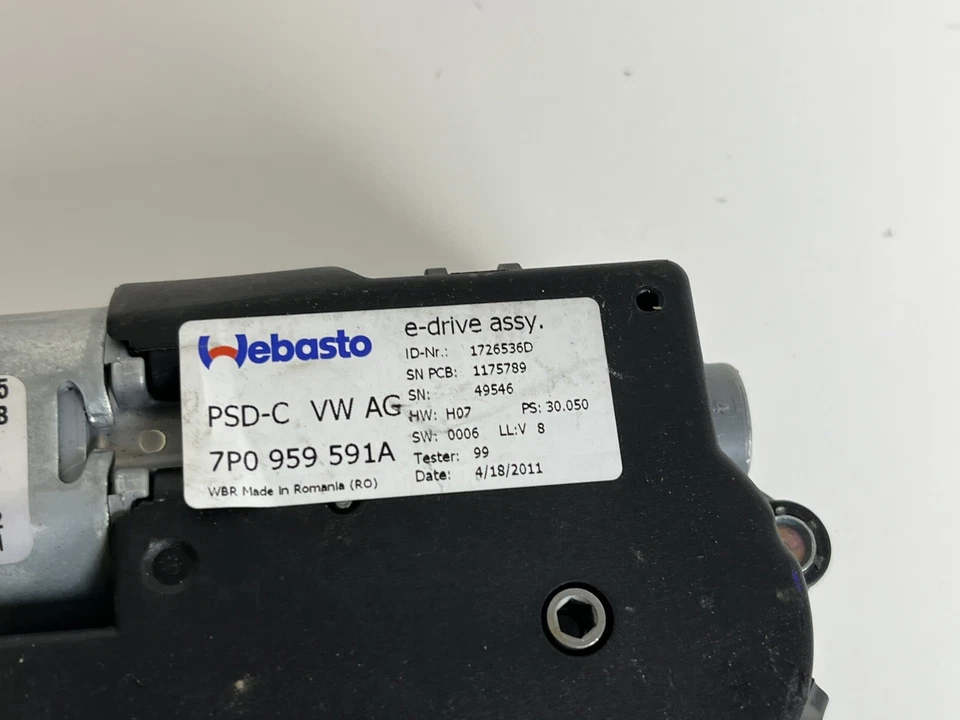 Webasto
PSD-C VW AG
7P0 959 591A
WBR Made in Romania (RO)
e-drive assy.
ID-Nr.: 1726536D
SN PCB: 1175789
SN: 49546
HW: H07 PS: 30.050
SW: 0006 LL:V 8
Tester: 99
Date: 4/18/2011
5